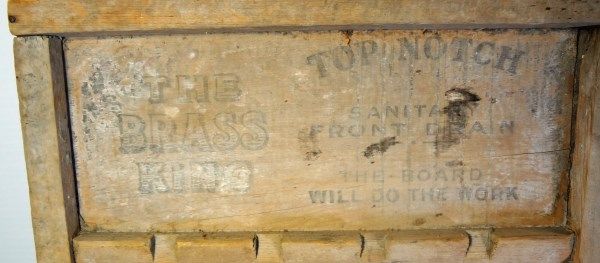 THE
BRASS
KING
TOP NOTCH
SANITARY
FRONT DRAIN
THE BOARD
WILL DO THE WORK